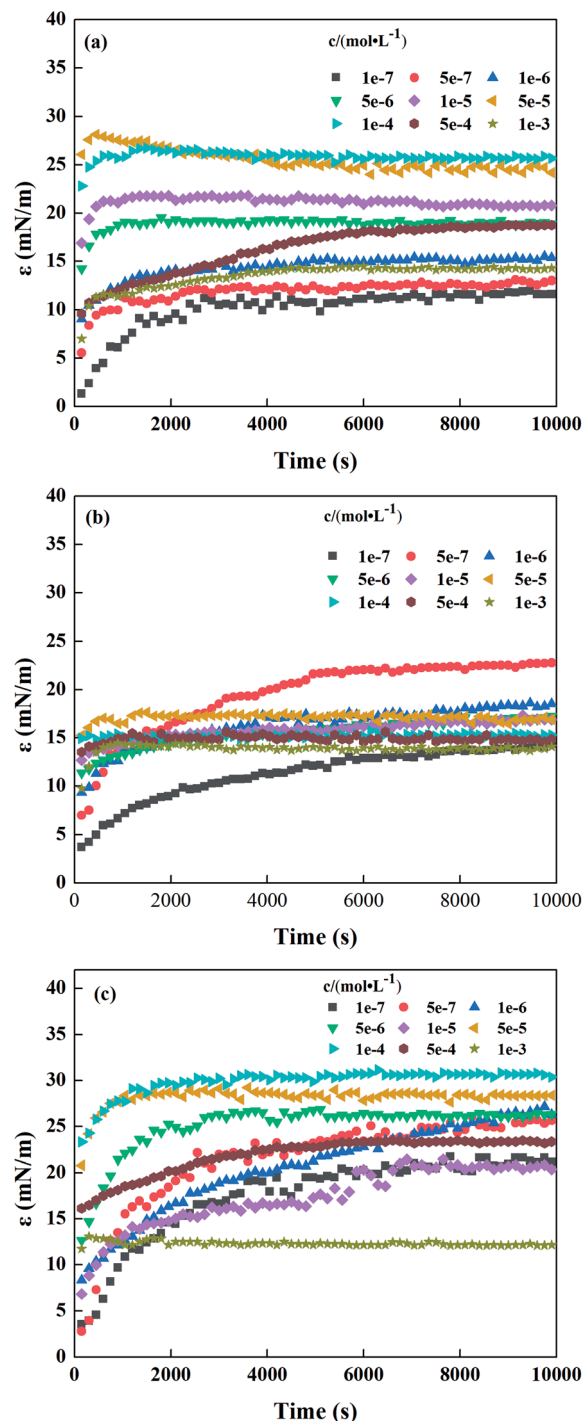 (a)
c/(mol•L⁻¹)
1e-7 5e-7 1e-6
5e-6 1e-5 5e-5
1e-4 5e-4 1e-3
ε (mN/m)
40
35
30
25
20
15
10
5
0
0 2000 4000 6000 8000 10000
Time (s)
(b)
c/(mol•L⁻¹)
1e-7 5e-7 1e-6
5e-6 1e-5 5e-5
1e-4 5e-4 1e-3
ε (mN/m)
40
35
30
25
20
15
10
5
0
0 2000 4000 6000 8000 10000
Time (s)
(c)
c/(mol•L⁻¹)
1e-7 5e-7 1e-6
5e-6 1e-5 5e-5
1e-4 5e-4 1e-3
ε (mN/m)
40
35
30
25
20
15
10
5
0
0 2000 4000 6000 8000 10000
Time (s)